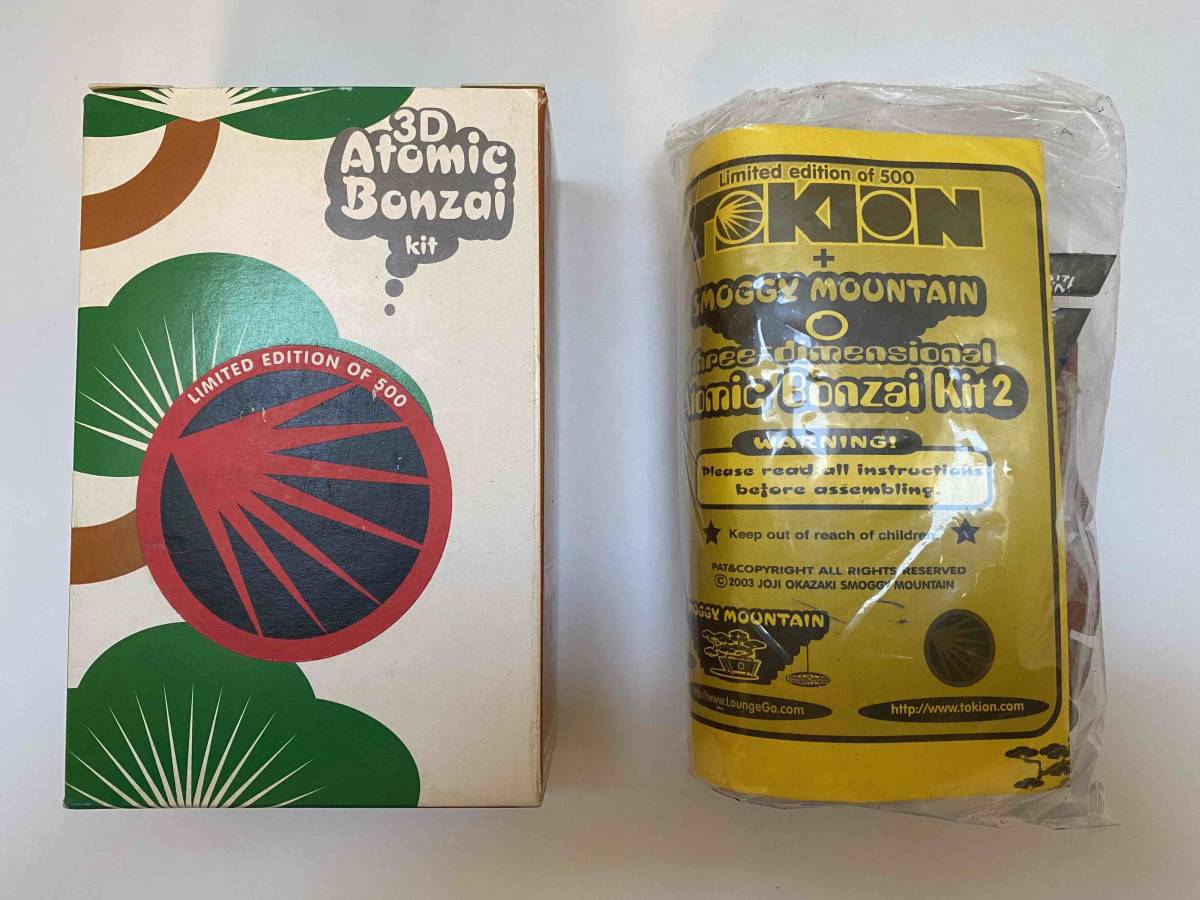 3D
Atomic
Bonzai
kit
LIMITED EDITION OF 500
Limited edition of 500
TOKION
+
SMOGGY MOUNTAIN
three-dimensional
Atomic Bonzai Kit 2
WARNING!
Please read all instructions
before assembling.
Keep out of reach of children.
PAT&COPYRIGHT ALL RIGHTS RESERVED
©2003 JOJI OKAZAKI SMOGGY MOUNTAIN
SMOGGY MOUNTAIN
http://www.LoungeGo.com
http://www.tokion.com